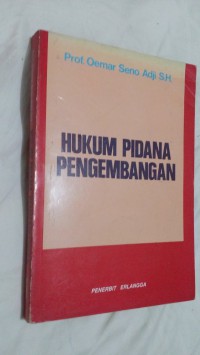 Prof. Oemar Seno Adji S.H.
HUKUM PIDANA
PENGEMBANGAN
PENERBIT ERLANGGA